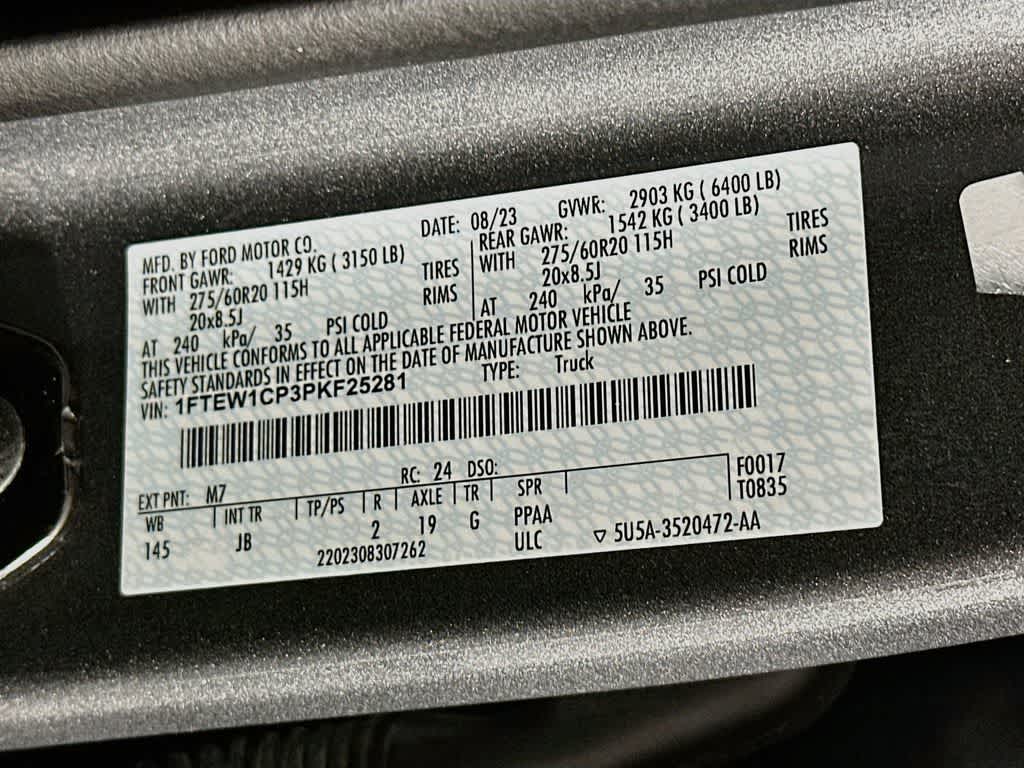 MFD. BY FORD MOTOR CO. DATE: 08/23 GVWR: 2903 KG ( 6400 LB)
FRONT GAWR: 1429 KG ( 3150 LB) REAR GAWR: 1542 KG ( 3400 LB)
WITH 275/60R20 115H TIRES WITH 275/60R20 115H TIRES
20x8.5J RIMS 20x8.5J RIMS
AT 240 kPa/ 35 PSI COLD AT 240 kPa/ 35 PSI COLD
THIS VEHICLE CONFORMS TO ALL APPLICABLE FEDERAL MOTOR VEHICLE
SAFETY STANDARDS IN EFFECT ON THE DATE OF MANUFACTURE SHOWN ABOVE.
VIN: 1FTEW1CP3PKF25281 TYPE: Truck
EXT PNT: M7 RC: 24 DSO: F0017
WB INT TR TP/PS R AXLE TR SPR T0835
145 JB 2 19 G PPAA
2202308307262 ULC ▽ 5U5A-3520472-AA